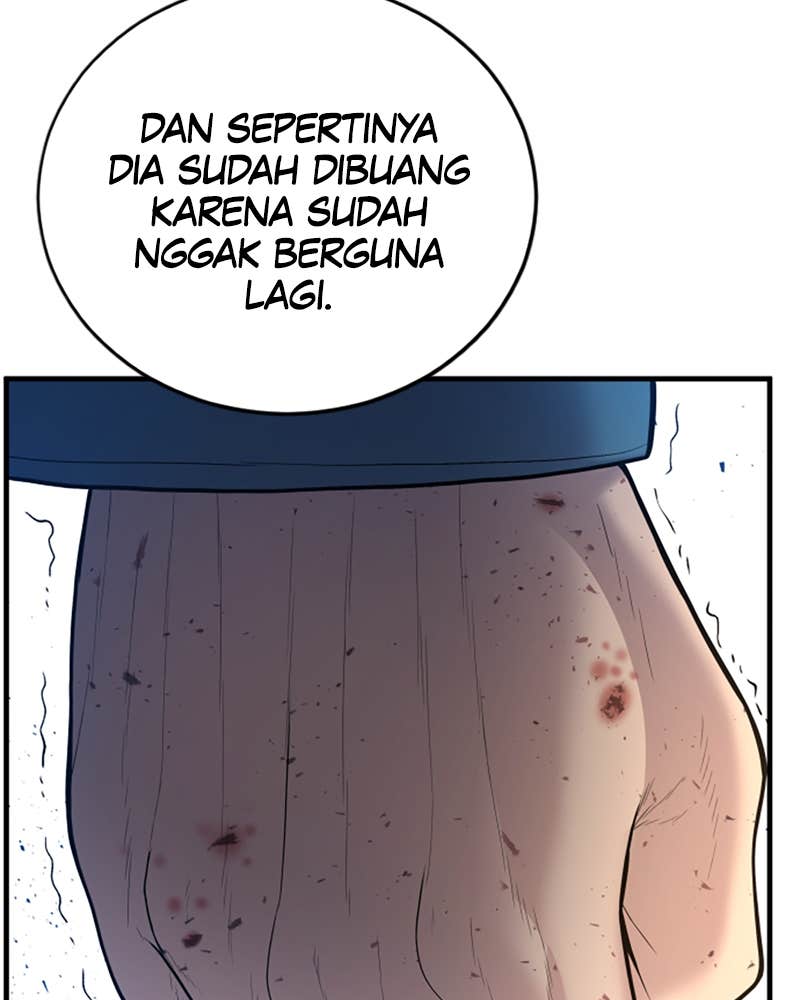 DAN SEPERTINYA
DIA SUDAH DIBUANG
KARENA SUDAH
NGGAK BERGUNA
LAGI.